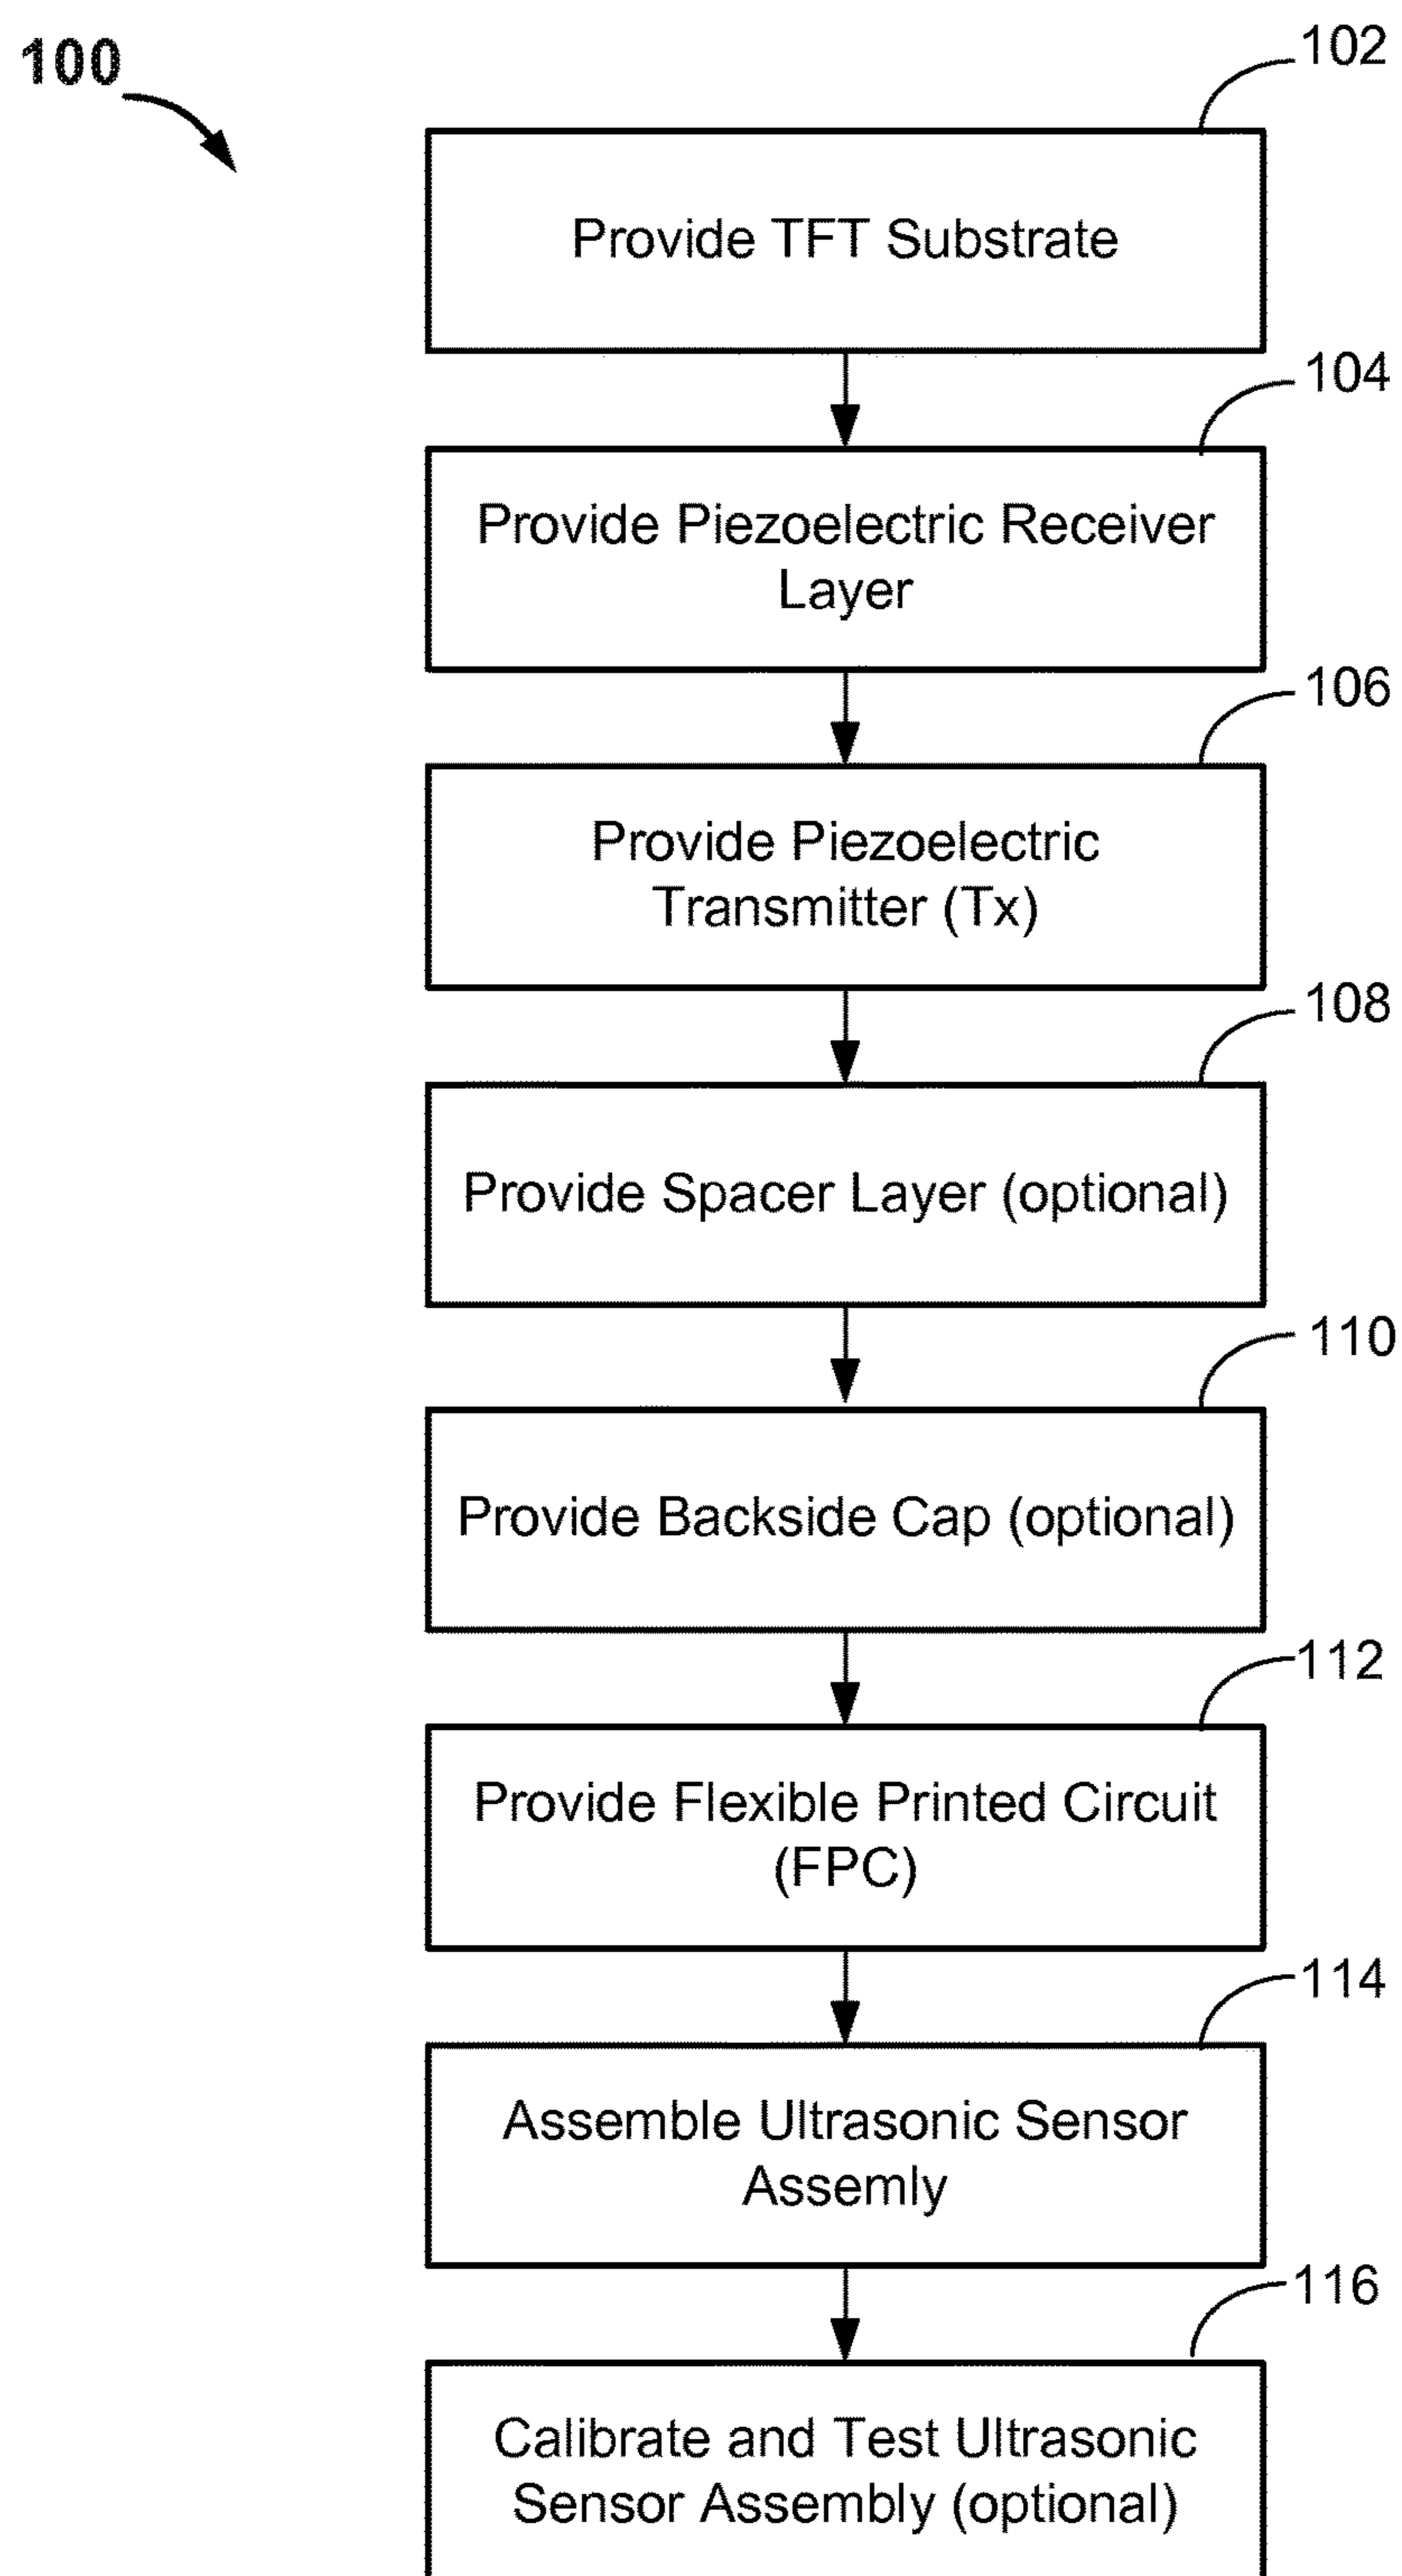 100
102
Provide TFT Substrate
104
Provide Piezoelectric Receiver
Layer
106
Provide Piezoelectric
Transmitter (Tx)
108
Provide Spacer Layer (optional)
110
Provide Backside Cap (optional)
112
Provide Flexible Printed Circuit
(FPC)
114
Assemble Ultrasonic Sensor
Assemly
116
Calibrate and Test Ultrasonic
Sensor Assembly (optional)